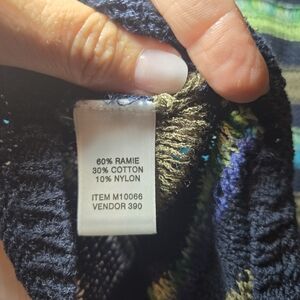 60% RAMIE
30% COTTON
10% NYLON
ITEM M10066
VENDOR 390